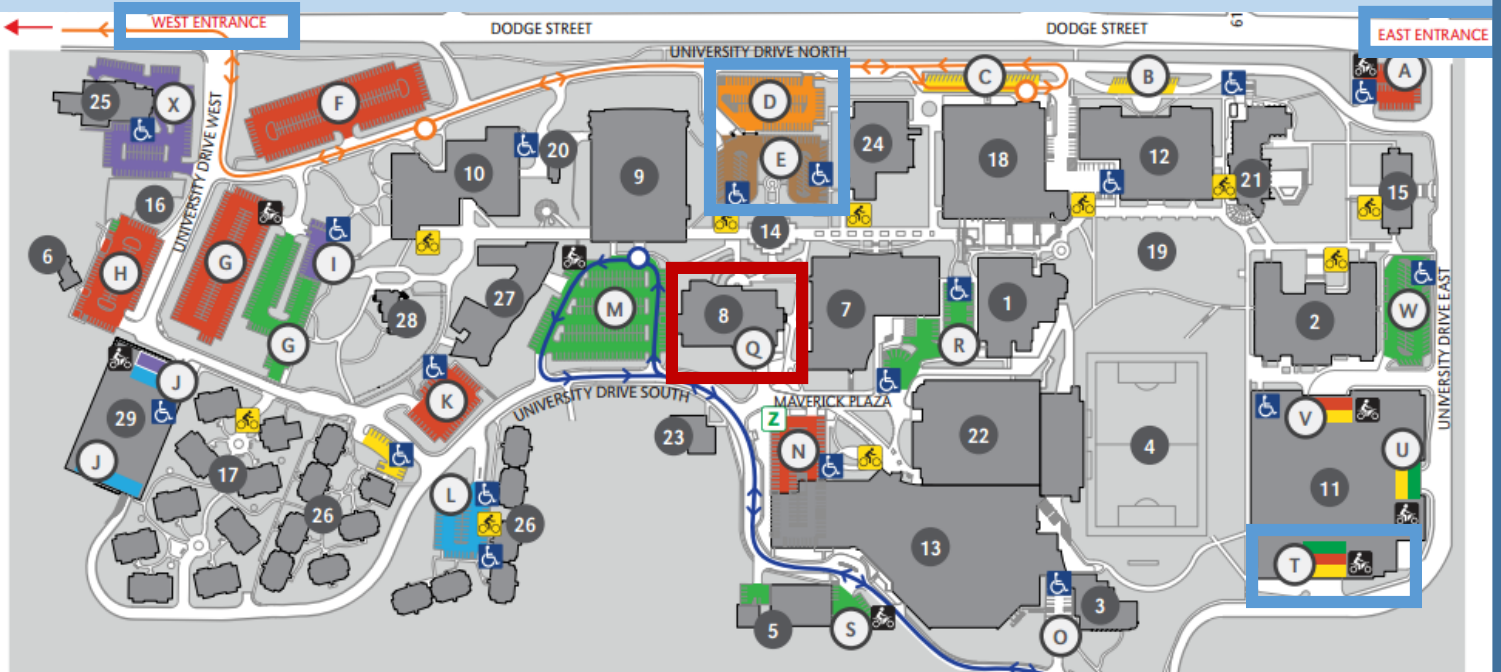 WEST ENTRANCE
DODGE STREET
DODGE STREET
61
EAST ENTRANCE
UNIVERSITY DRIVE NORTH
A
B
C
D
F
X
25
E
24
18
12
21
15
20
10
9
UNIVERSITY DRIVE WEST
16
14
19
6
H
G
I
27
28
M
8
Q
7
1
R
2
W
UNIVERSITY DRIVE EAST
G
J
K
UNIVERSITY DRIVE SOUTH
MAVERICK PLAZA
Z
29
J
17
26
L
26
23
N
22
4
V
U
11
13
T
5
S
3
O